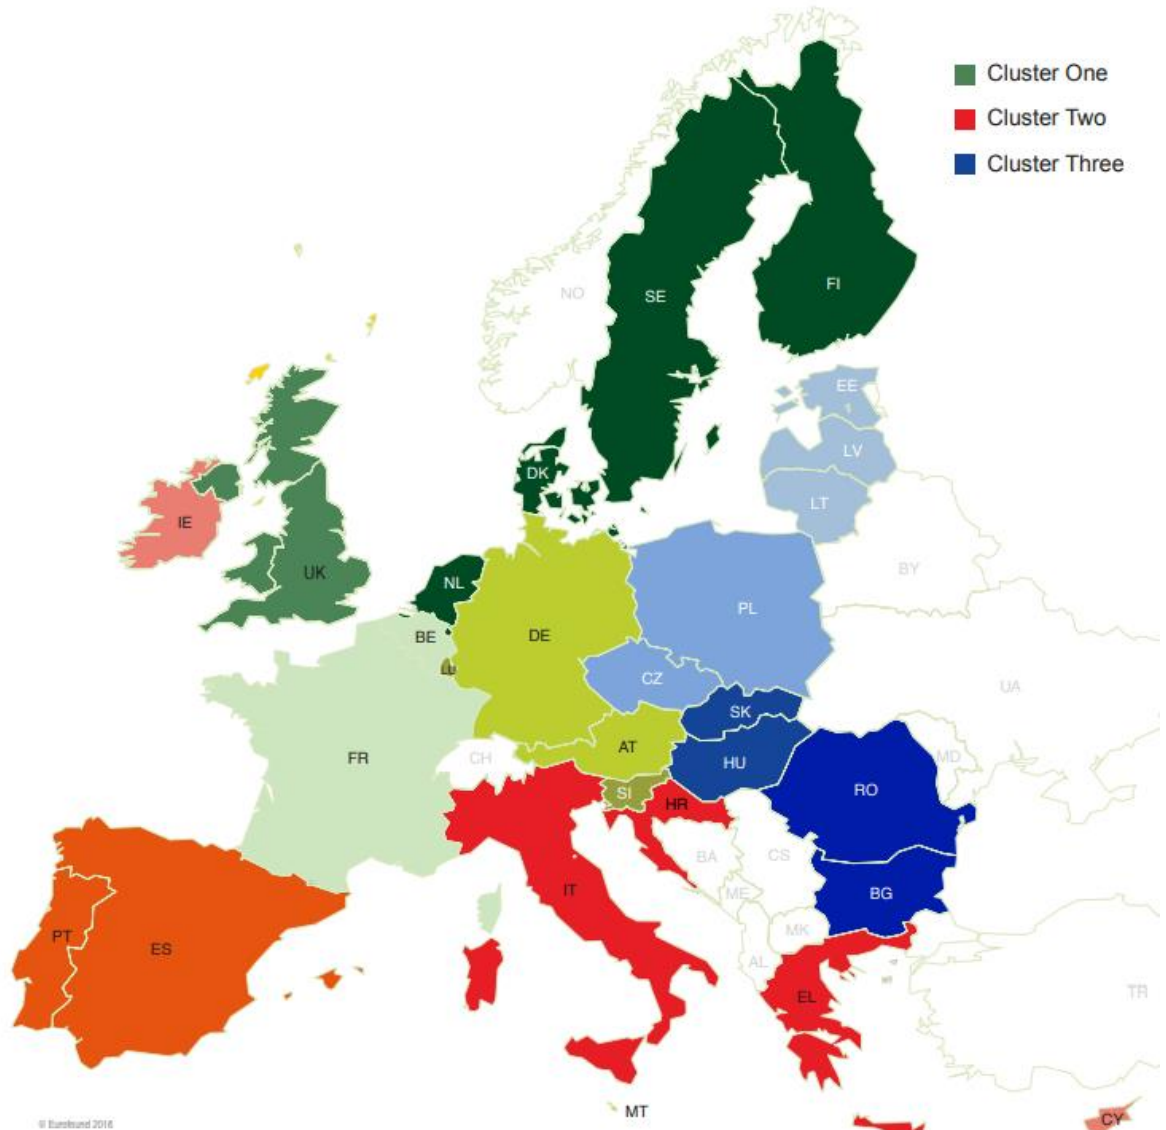 Cluster One
Cluster Two
Cluster Three
NO
SE
FI
EE
LV
DK
LT
IE
BY
UK
NL
PL
BE
DE
LU
CZ
UA
SK
FR
CH
AT
HU
MD
RO
SI
HR
BA
CS
IT
ME
BG
PT
ES
MK
AL
TR
EL
MT
CY
© Eurofound 2016